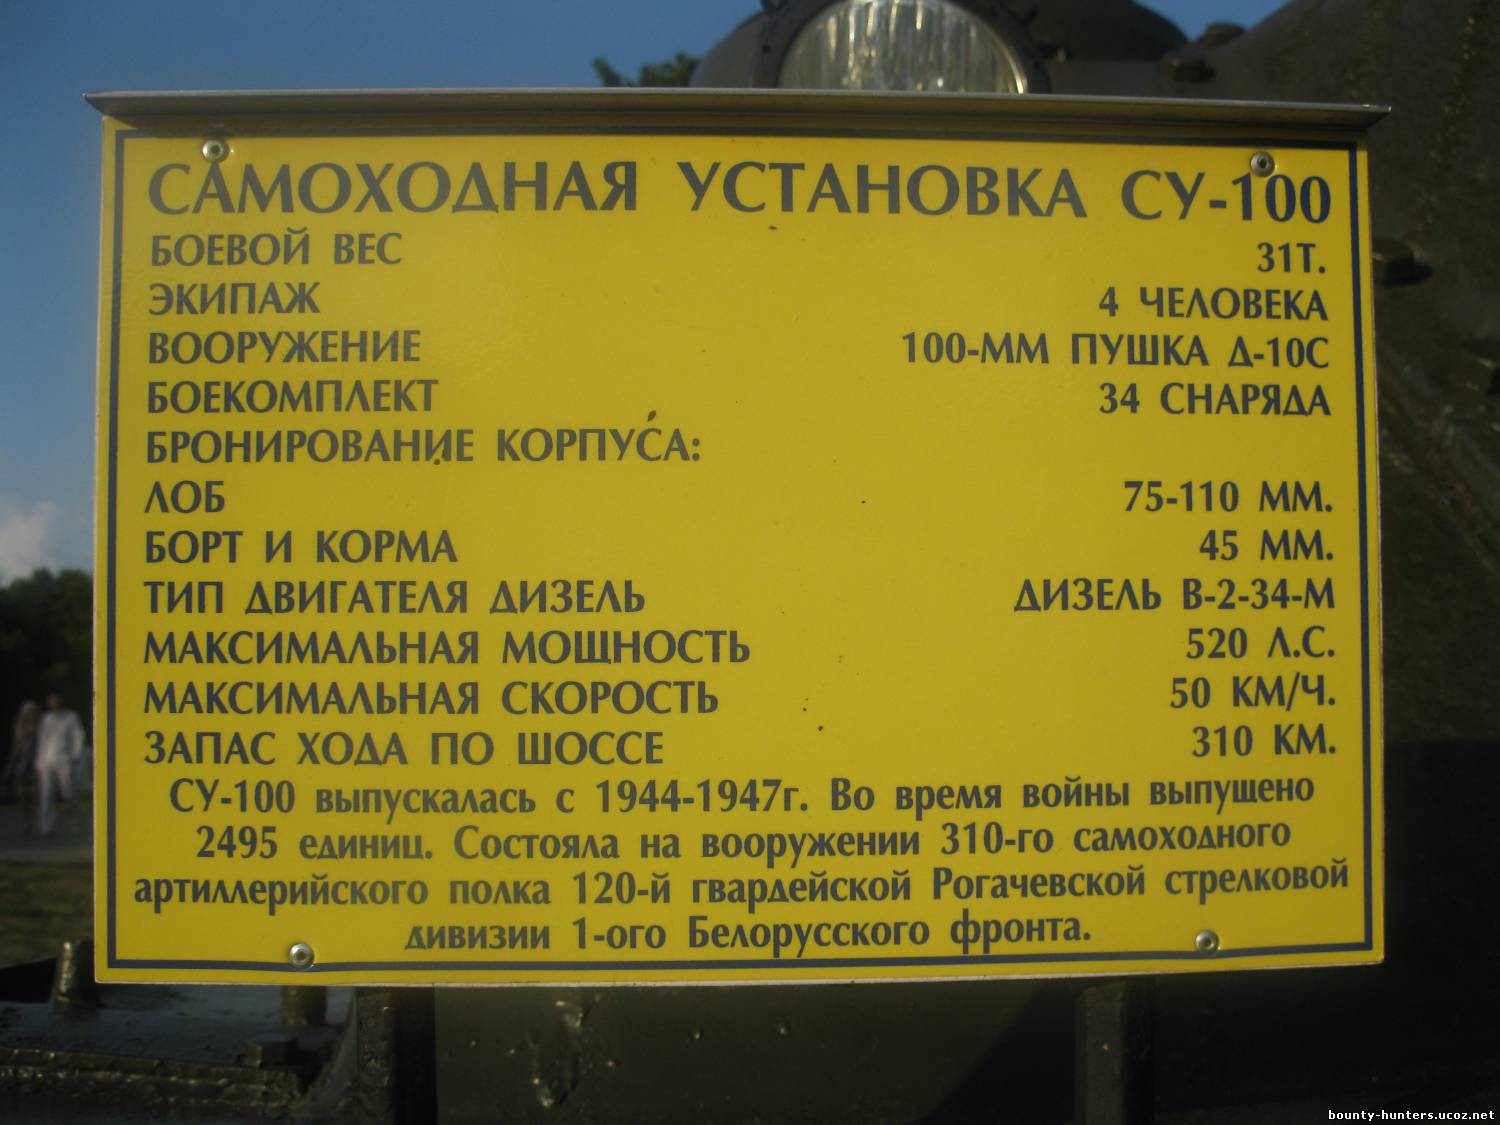 САМОХОДНАЯ УСТАНОВКА СУ-100
БОЕВОЙ ВЕС 31Т.
ЭКИПАЖ 4 ЧЕЛОВЕКА
ВООРУЖЕНИЕ 100-ММ ПУШКА Д-10С
БОЕКОМПЛЕКТ 34 СНАРЯДА
БРОНИРОВАНИЕ КОРПУСА:
ЛОБ 75-110 ММ.
БОРТ И КОРМА 45 ММ.
ТИП ДВИГАТЕЛЯ ДИЗЕЛЬ ДИЗЕЛЬ В-2-34-М
МАКСИМАЛЬНАЯ МОЩНОСТЬ 520 Л.С.
МАКСИМАЛЬНАЯ СКОРОСТЬ 50 КМ/Ч.
ЗАПАС ХОДА ПО ШОССЕ 310 КМ.
СУ-100 выпускалась с 1944-1947г. Во время войны выпущено
2495 единиц. Состояла на вооружении 310-го самоходного
артиллерийского полка 120-й гвардейской Рогачевской стрелковой
дивизии 1-ого Белорусского фронта.
bounty-hunters.ucoz.net